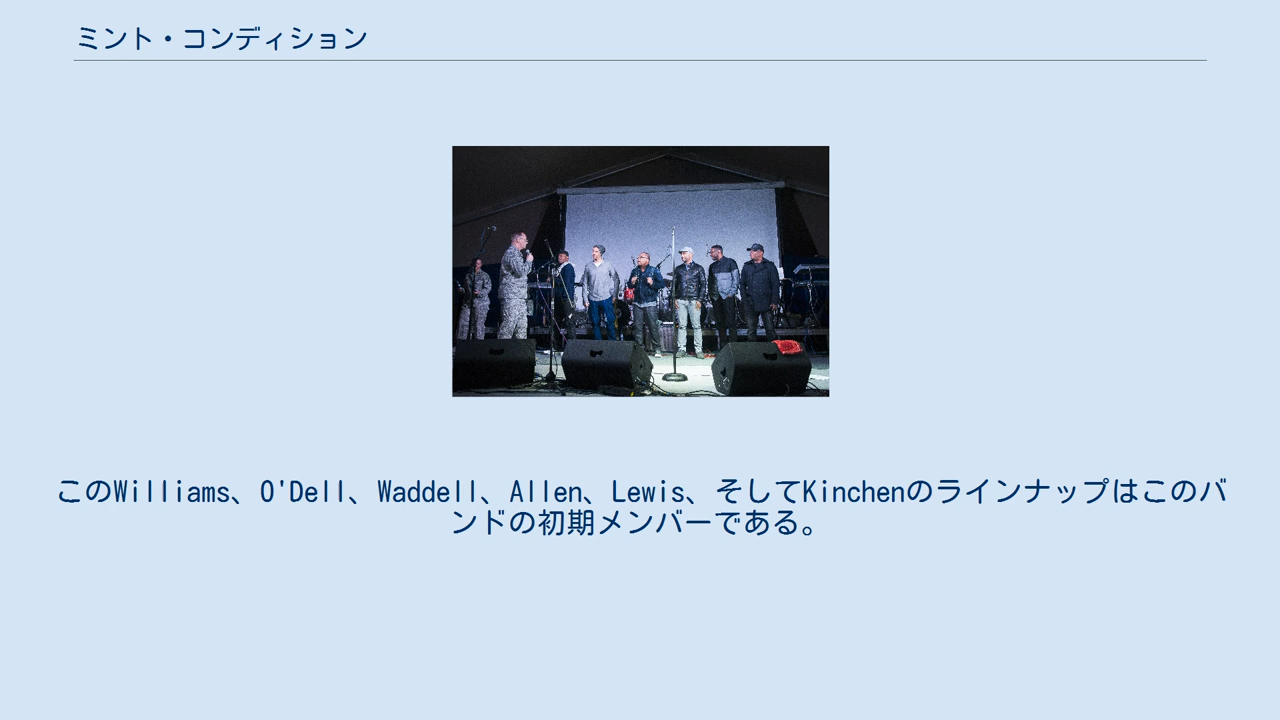 ミント・コンディション
このWilliams、O'Dell、Waddell、Allen、Lewis、そしてKinchenのラインナップはこのバ
ンドの初期メンバーである。